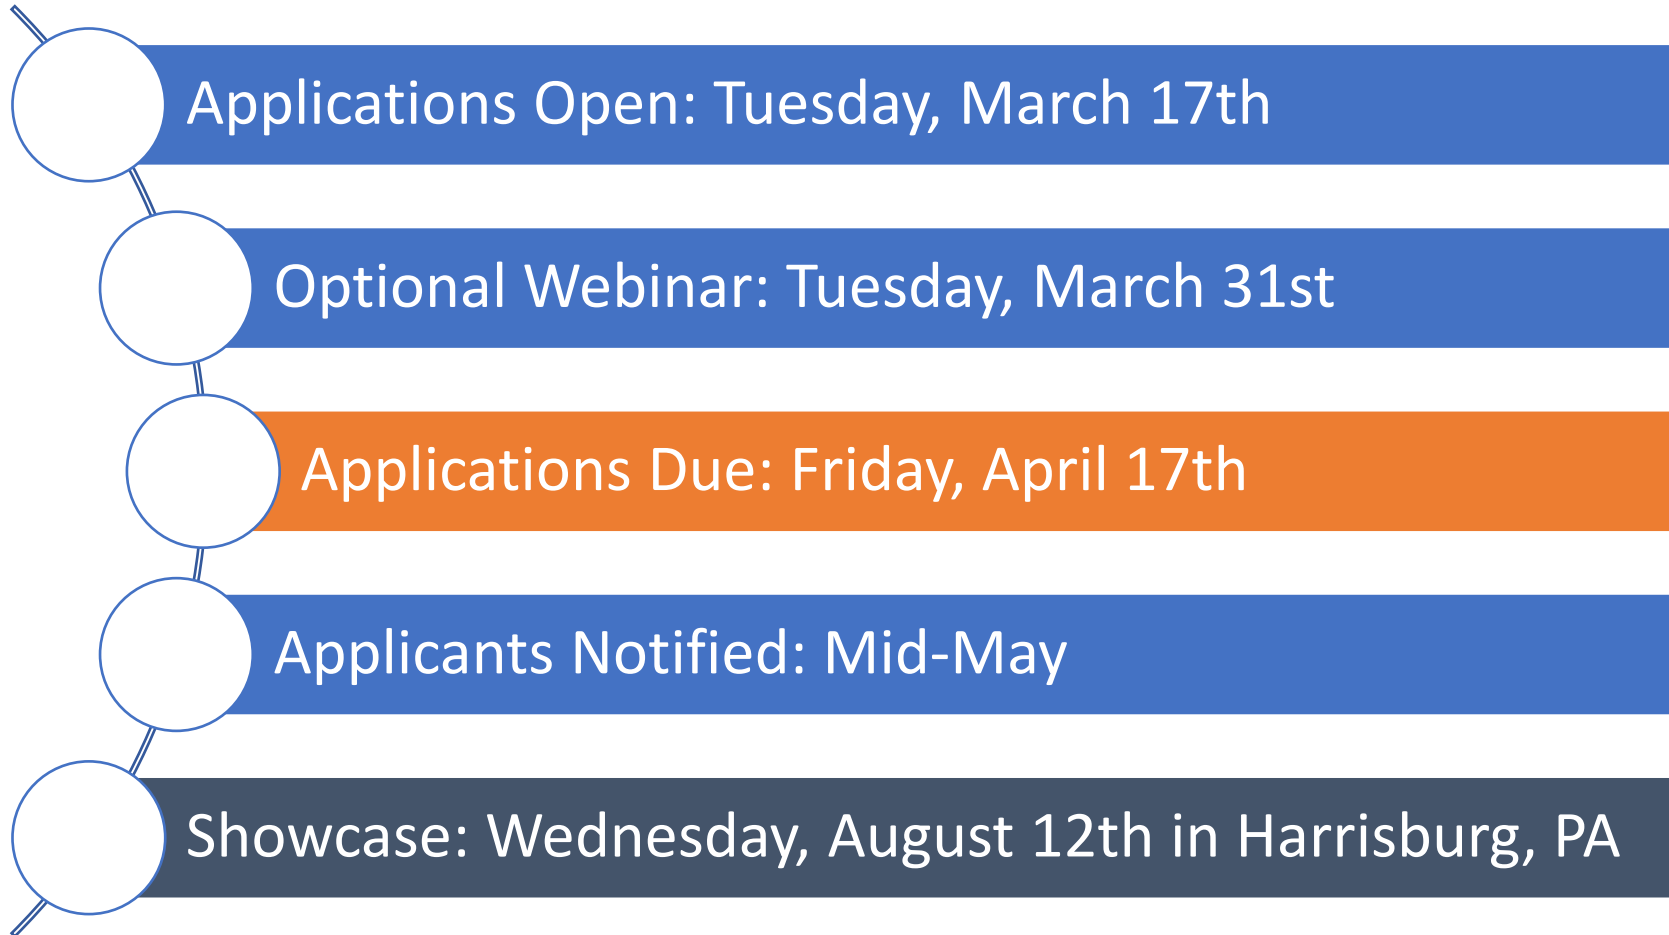 Applications Open: Tuesday, March 17th
Optional Webinar: Tuesday, March 31st
Applications Due: Friday, April 17th
Applicants Notified: Mid-May
Showcase: Wednesday, August 12th in Harrisburg, PA